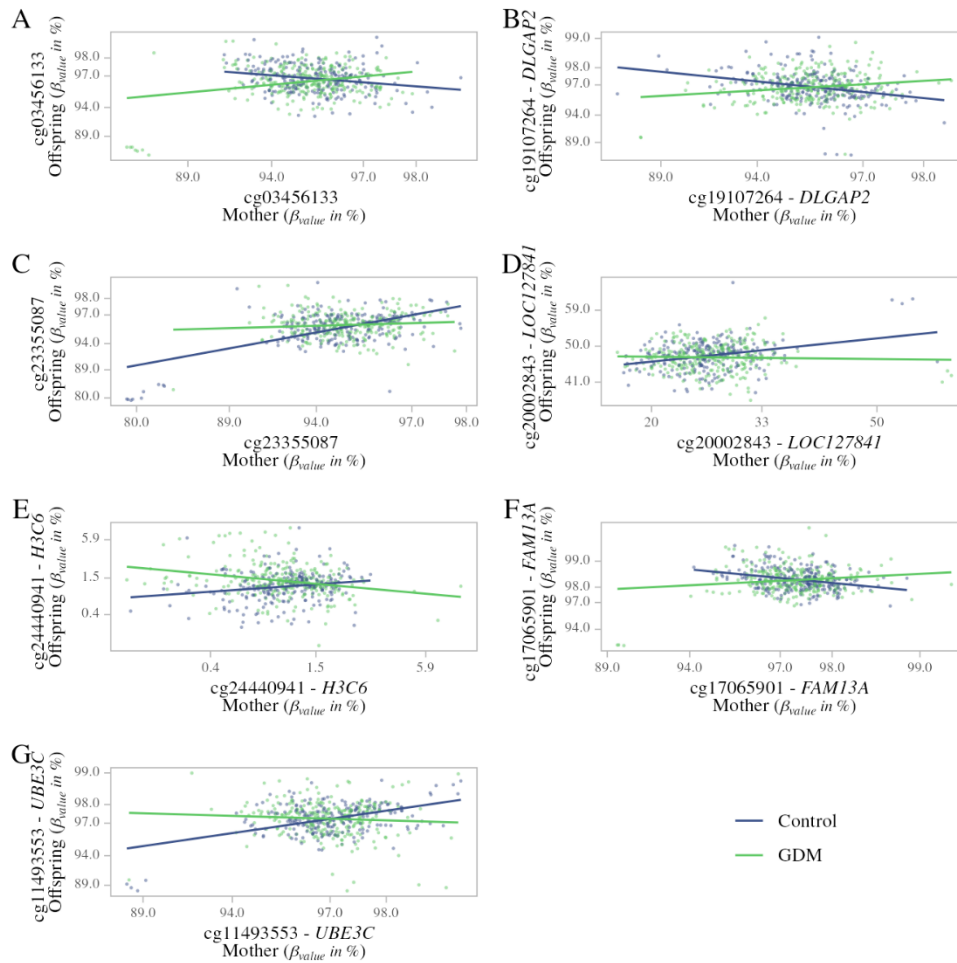 A
cg03456133
Offspring (βvalue in %)
98.0
97.0
94.0
89.0
89.0 94.0 97.0 98.0
cg03456133
Mother (βvalue in %)
B
cg19107264 - DLGAP2
Offspring (βvalue in %)
99.0
98.0
97.0
94.0
89.0
89.0 94.0 97.0 98.0
cg19107264 - DLGAP2
Mother (βvalue in %)
C
cg23355087
Offspring (βvalue in %)
98.0
97.0
94.0
89.0
80.0
80.0 89.0 94.0 97.0 98.0
cg23355087
Mother (βvalue in %)
D
cg20002843 - LOC127841
Offspring (βvalue in %)
59.0
50.0
41.0
20 33 50
cg20002843 - LOC127841
Mother (βvalue in %)
E
cg24440941 - H3C6
Offspring (βvalue in %)
5.9
1.5
0.4
0.4 1.5 5.9
cg24440941 - H3C6
Mother (βvalue in %)
F
cg17065901 - FAM13A
Offspring (βvalue in %)
99.0
98.0
97.0
94.0
89.0 94.0 97.0 98.0 99.0
cg17065901 - FAM13A
Mother (βvalue in %)
G
cg11493553 - UBE3C
Offspring (βvalue in %)
99.0
98.0
97.0
94.0
89.0
89.0 94.0 97.0 98.0
cg11493553 - UBE3C
Mother (βvalue in %)
Control
GDM